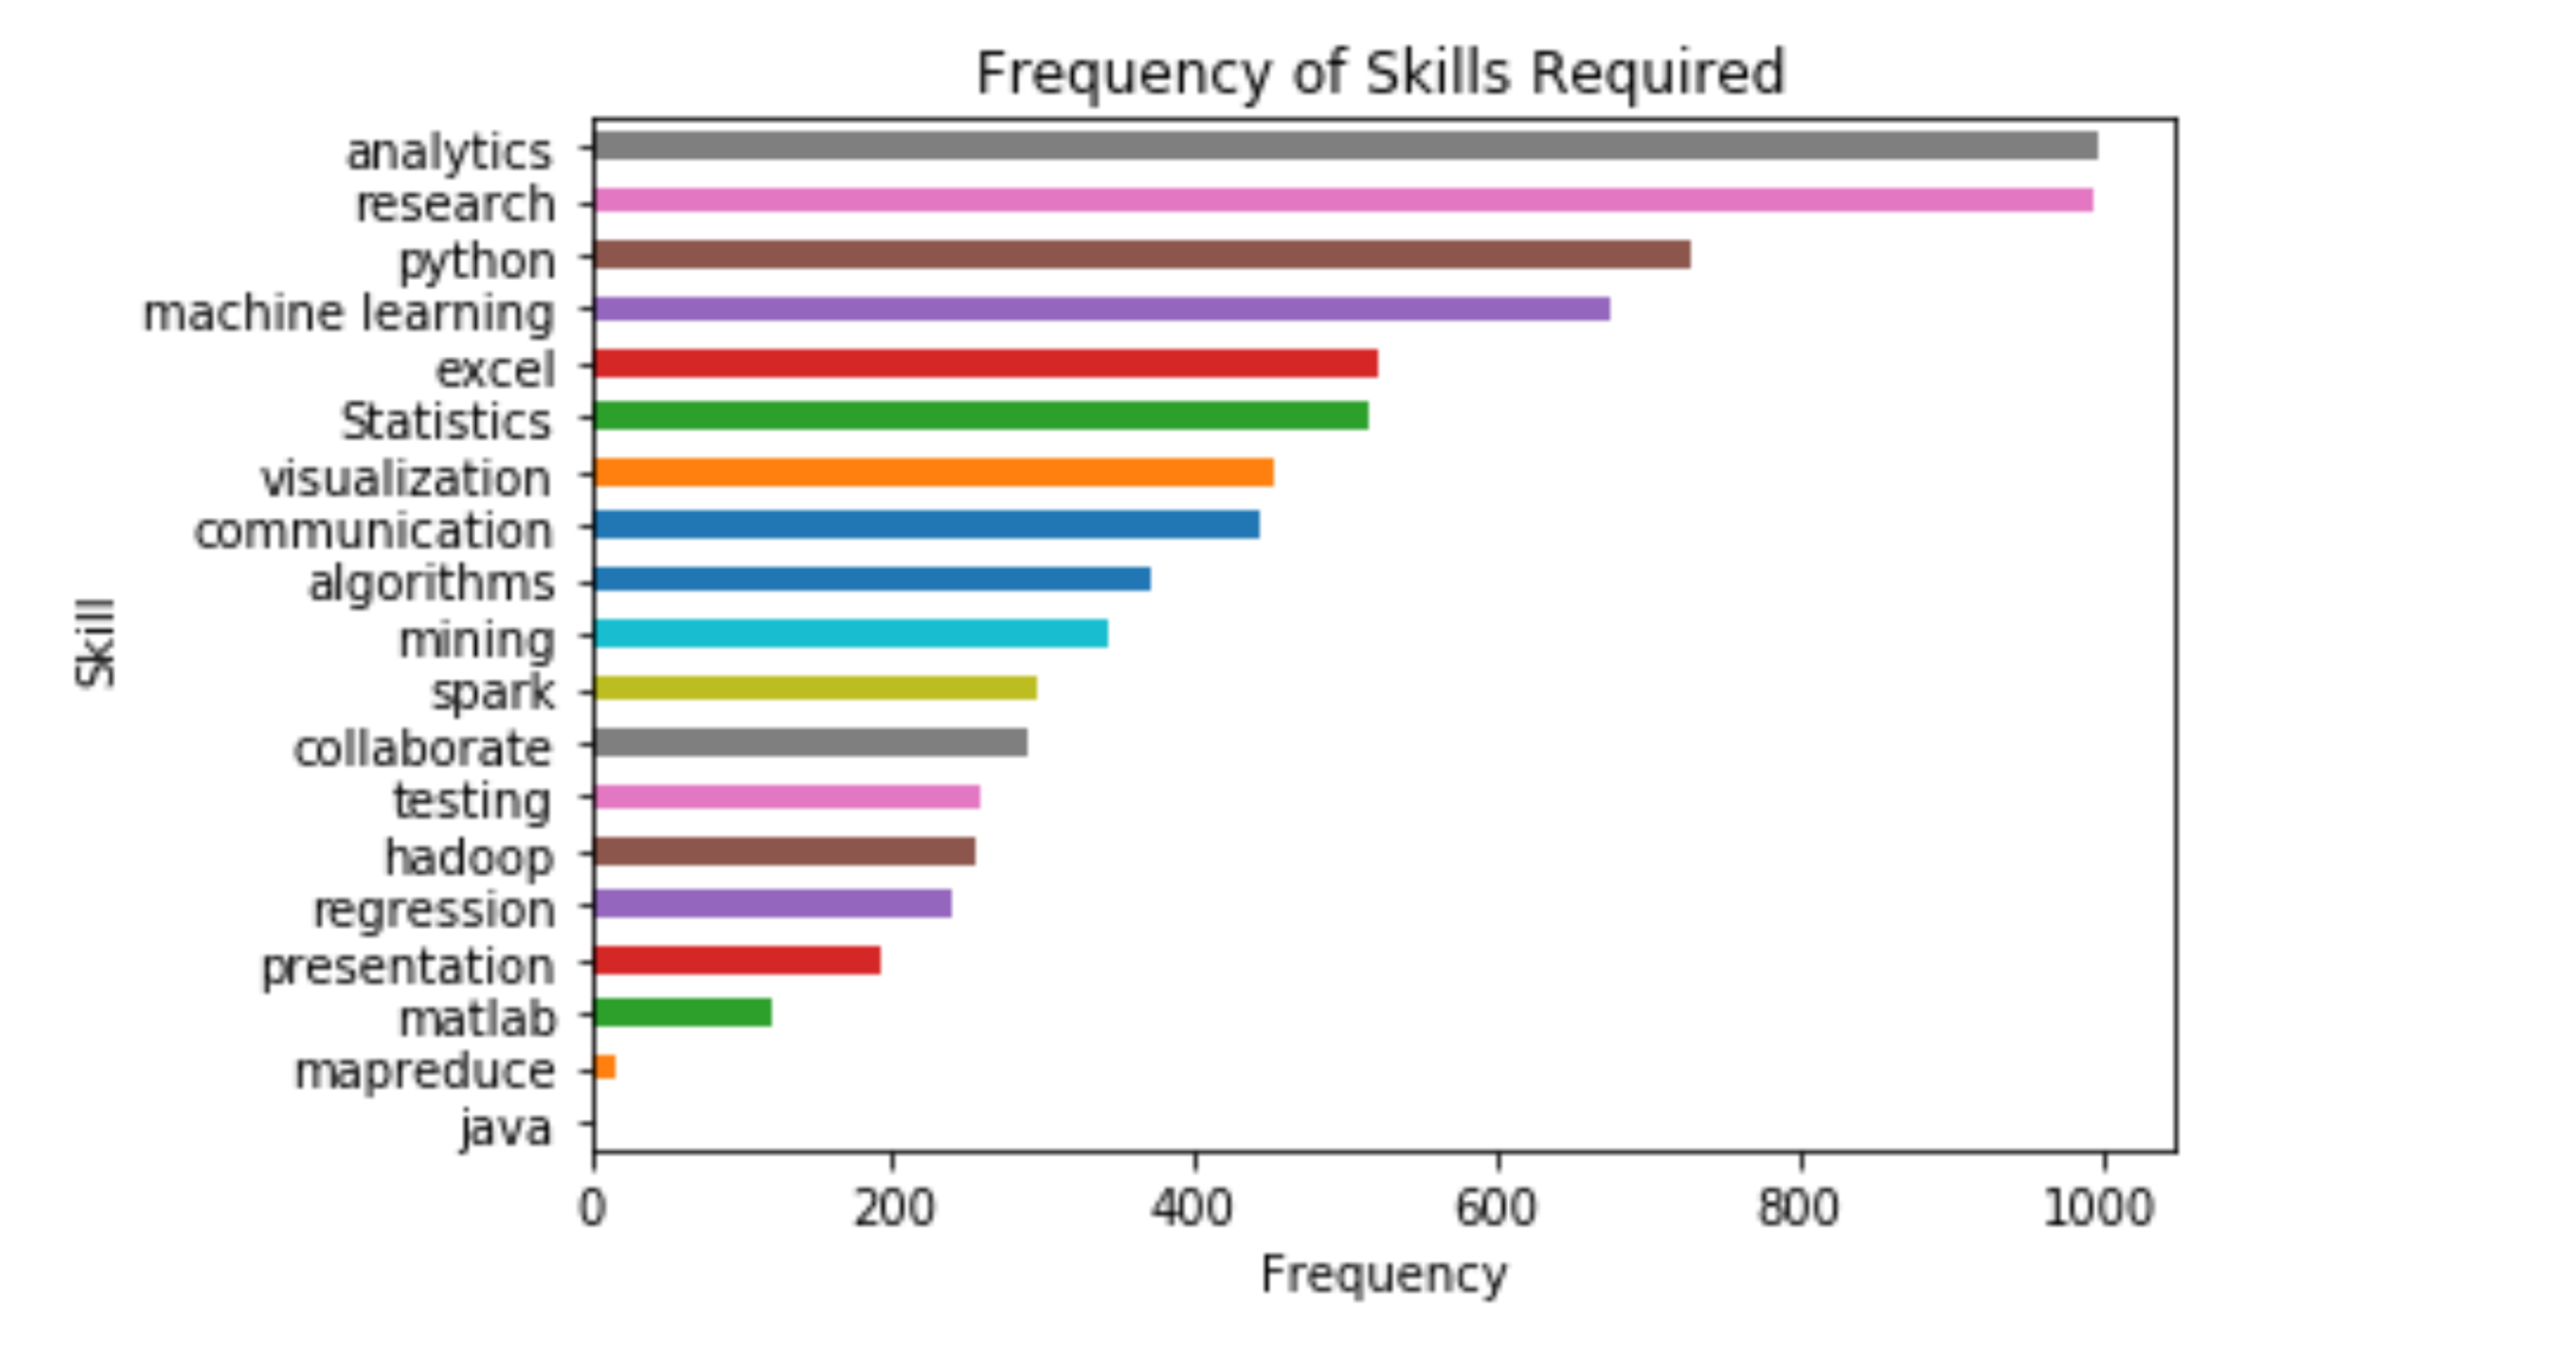 Frequency of Skills Required
analytics
research
python
machine learning
excel
Statistics
visualization
communication
algorithms
mining
spark
collaborate
testing
hadoop
regression
presentation
matlab
mapreduce
java
Skill
0 200 400 600 800 1000
Frequency